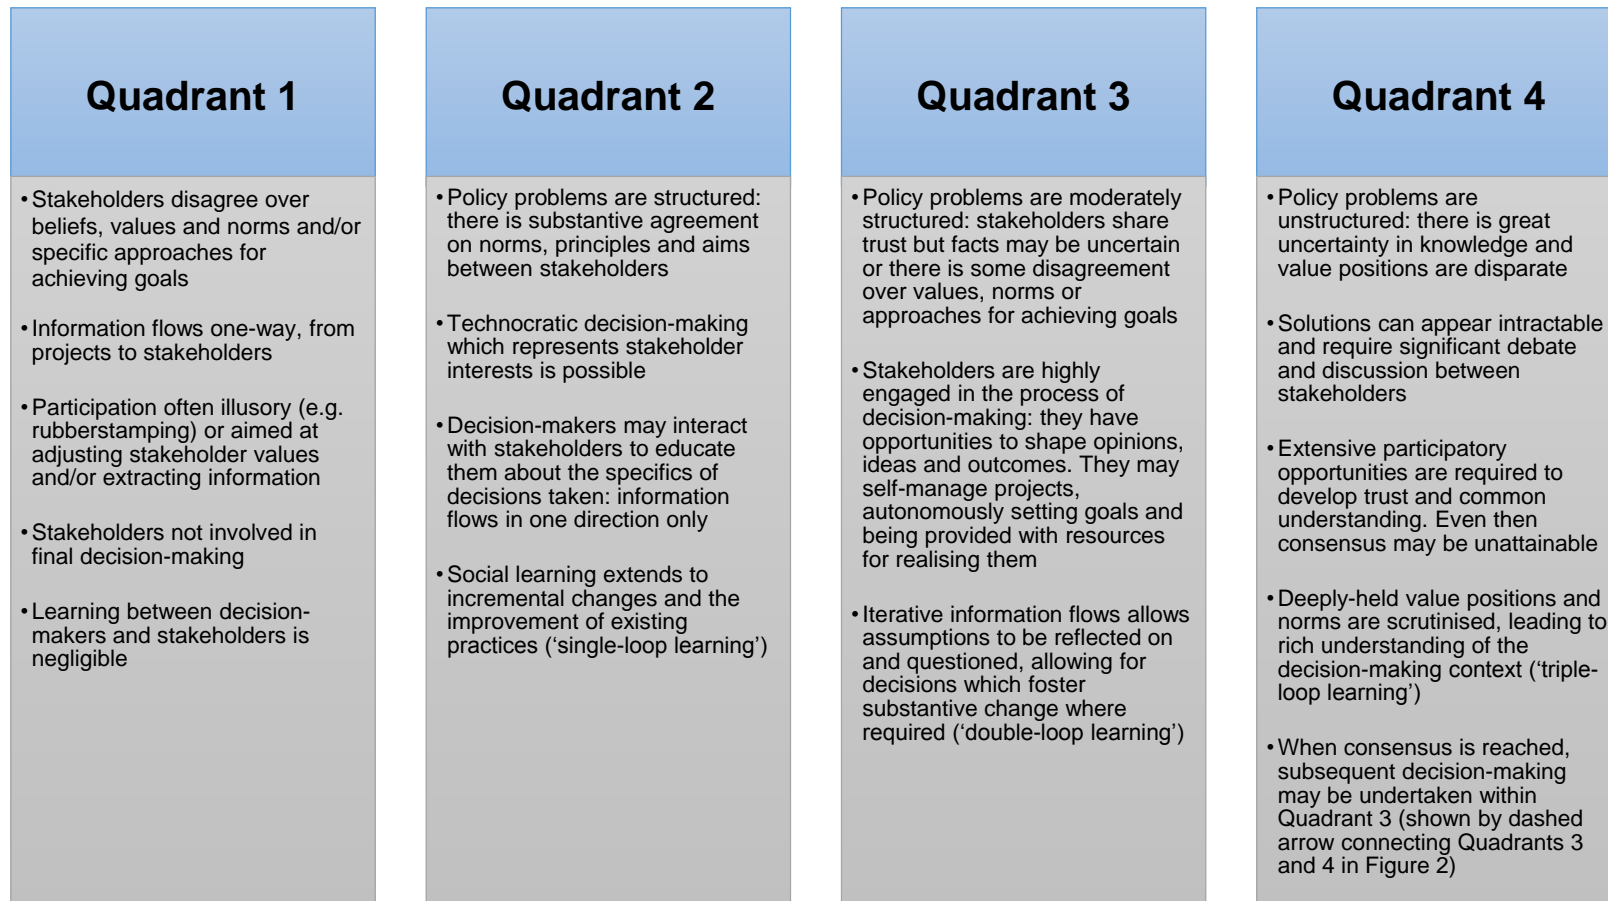 Quadrant 1
• Stakeholders disagree over
beliefs, values and norms and/or
specific approaches for
achieving goals
• Information flows one-way, from
projects to stakeholders
• Participation often illusory (e.g.
rubberstamping) or aimed at
adjusting stakeholder values
and/or extracting information
• Stakeholders not involved in
final decision-making
• Learning between decision-
makers and stakeholders is
negligible
Quadrant 2
• Policy problems are structured:
there is substantive agreement
on norms, principles and aims
between stakeholders
• Technocratic decision-making
which represents stakeholder
interests is possible
• Decision-makers may interact
with stakeholders to educate
them about the specifics of
decisions taken: information
flows in one direction only
• Social learning extends to
incremental changes and the
improvement of existing
practices (‘single-loop learning’)
Quadrant 3
• Policy problems are moderately
structured: stakeholders share
trust but facts may be uncertain
or there is some disagreement
over values, norms or
approaches for achieving goals
• Stakeholders are highly
engaged in the process of
decision-making: they have
opportunities to shape opinions,
ideas and outcomes. They may
self-manage projects,
autonomously setting goals and
being provided with resources
for realising them
• Iterative information flows allows
assumptions to be reflected on
and questioned, allowing for
decisions which foster
substantive change where
required (‘double-loop learning’)
Quadrant 4
• Policy problems are
unstructured: there is great
uncertainty in knowledge and
value positions are disparate
• Solutions can appear intractable
and require significant debate
and discussion between
stakeholders
• Extensive participatory
opportunities are required to
develop trust and common
understanding. Even then
consensus may be unattainable
• Deeply-held value positions and
norms are scrutinised, leading to
rich understanding of the
decision-making context (‘triple-
loop learning’)
• When consensus is reached,
subsequent decision-making
may be undertaken within
Quadrant 3 (shown by dashed
arrow connecting Quadrants 3
and 4 in Figure 2)